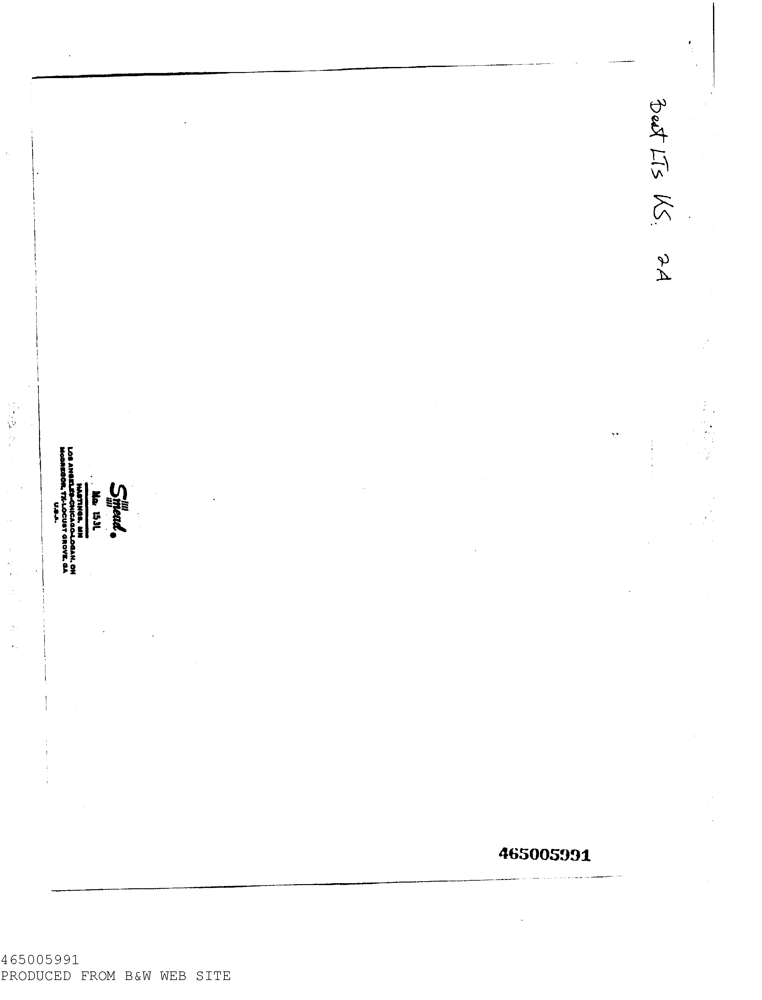 Best LTs KS. 2A
Smead®
No. 153L
HASTINGS, MN
LOS ANGELES-CHICAGO-LOGAN, OH
McGREGOR, TX-LOCUST GROVE, GA
U.S.A.
465005991
465005991
PRODUCED FROM B&W WEB SITE